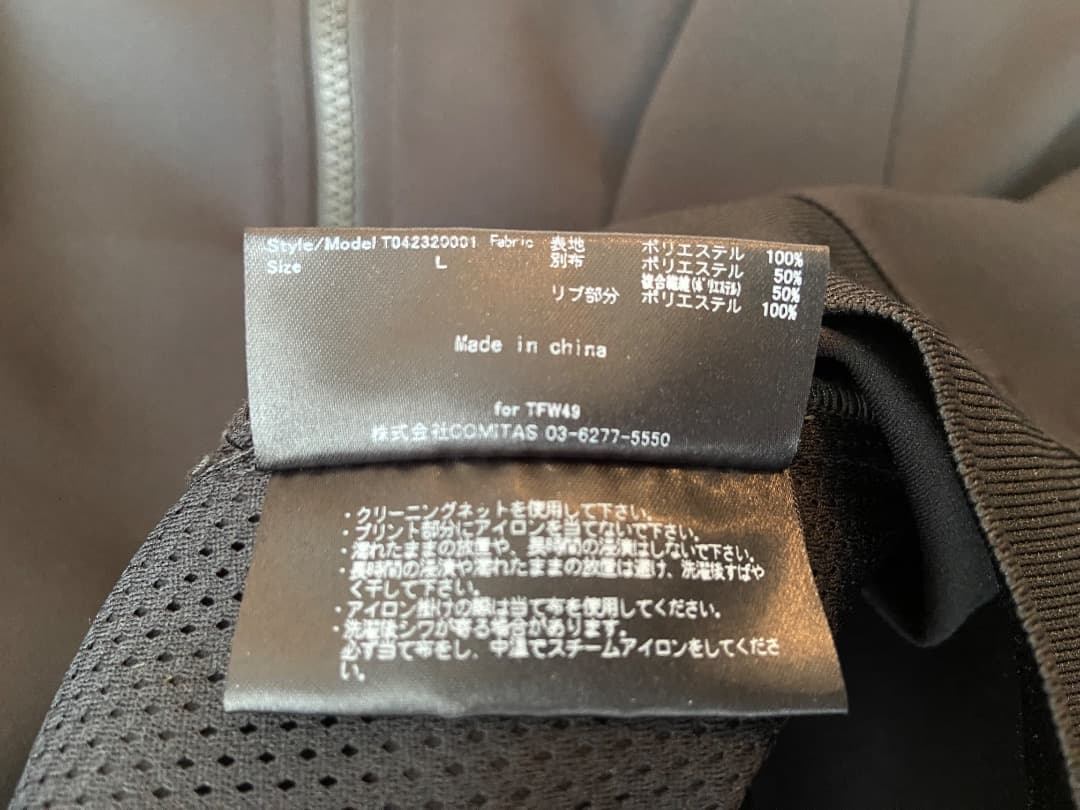 Style/Model T042320001 Fabric 表地 ポリエステル 100%
Size L 別布 ポリエステル 50%
複合繊維(ポリエステル) 50%
リブ部分 ポリエステル 100%
Made in china
for TFW49
株式会社COMITAS 03-6277-5550
・クリーニングネットを使用して下さい。
・プリント部分にアイロンを当てないで下さい。
・濡れたままの放置や、長時間の浸漬はしないで下さい。
・長時間の浸漬や濡れたままの放置は避け、洗濯後すばや
く干して下さい。
・アイロン掛けの際は当て布を使用してください。
・洗濯後シワが寄る場合があります。
必ず当て布をし、中温でスチームアイロンをしてくださ
い。